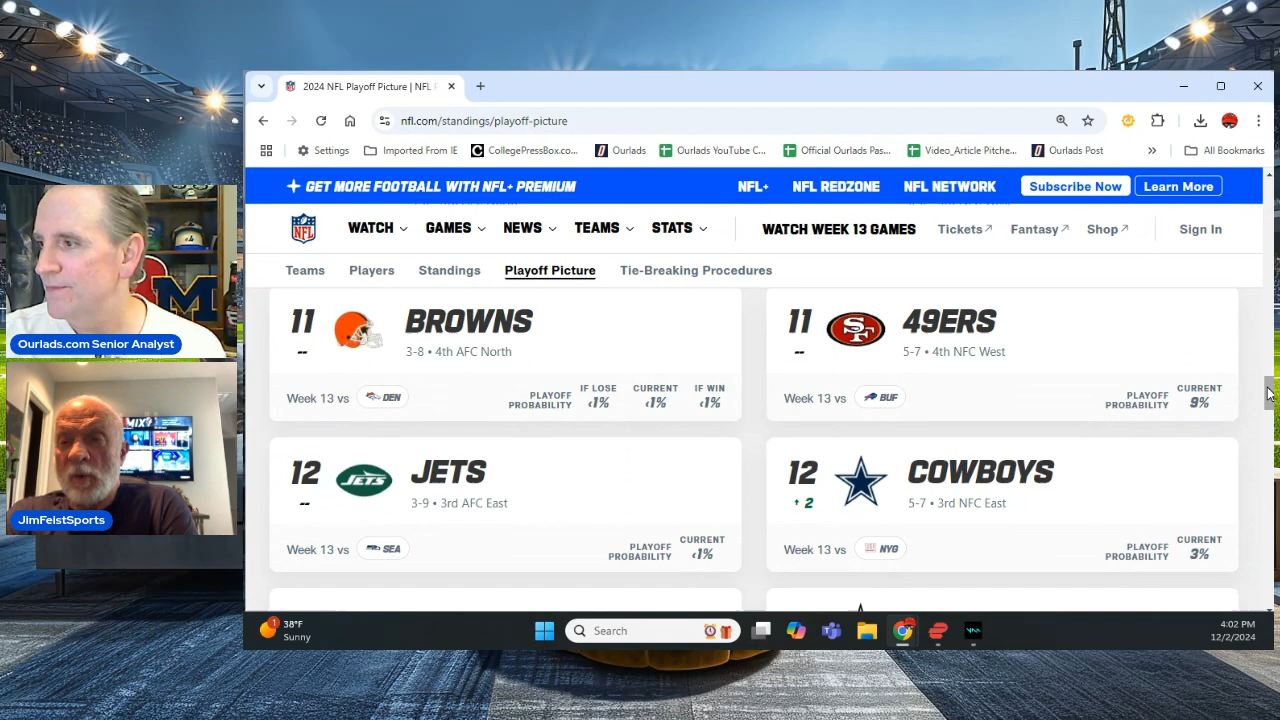 2024 NFL Playoff Picture | NFL P
nfl.com/standings/playoff-picture
Settings
Imported From IE
CollegePressBox.co...
Ourlads
Ourlads YouTube C...
Official Ourlads Pas...
Video_Article Pitche...
Ourlads Post
All Bookmarks
GET MORE FOOTBALL WITH NFL+ PREMIUM
NFL+
NFL REDZONE
NFL NETWORK
Subscribe Now
Learn More
NFL
WATCH
GAMES
NEWS
TEAMS
STATS
WATCH WEEK 13 GAMES
Tickets
Fantasy
Shop
Sign In
Teams
Players
Standings
Playoff Picture
Tie-Breaking Procedures
11
--
BROWNS
3-8 • 4th AFC North
Week 13 vs DEN
PLAYOFF PROBABILITY
IF LOSE
<1%
CURRENT
<1%
IF WIN
<1%
11
--
SF
49ERS
5-7 • 4th NFC West
Week 13 vs BUF
PLAYOFF PROBABILITY
CURRENT
9%
12
--
JETS
JETS
3-9 • 3rd AFC East
Week 13 vs SEA
PLAYOFF PROBABILITY
CURRENT
<1%
12
↑ 2
COWBOYS
5-7 • 3rd NFC East
Week 13 vs NYG
PLAYOFF PROBABILITY
CURRENT
3%
M
Ourlads.com Senior Analyst
MIX
JimFeistSports
1
38°F
Sunny
Search
4:02 PM
12/2/2024